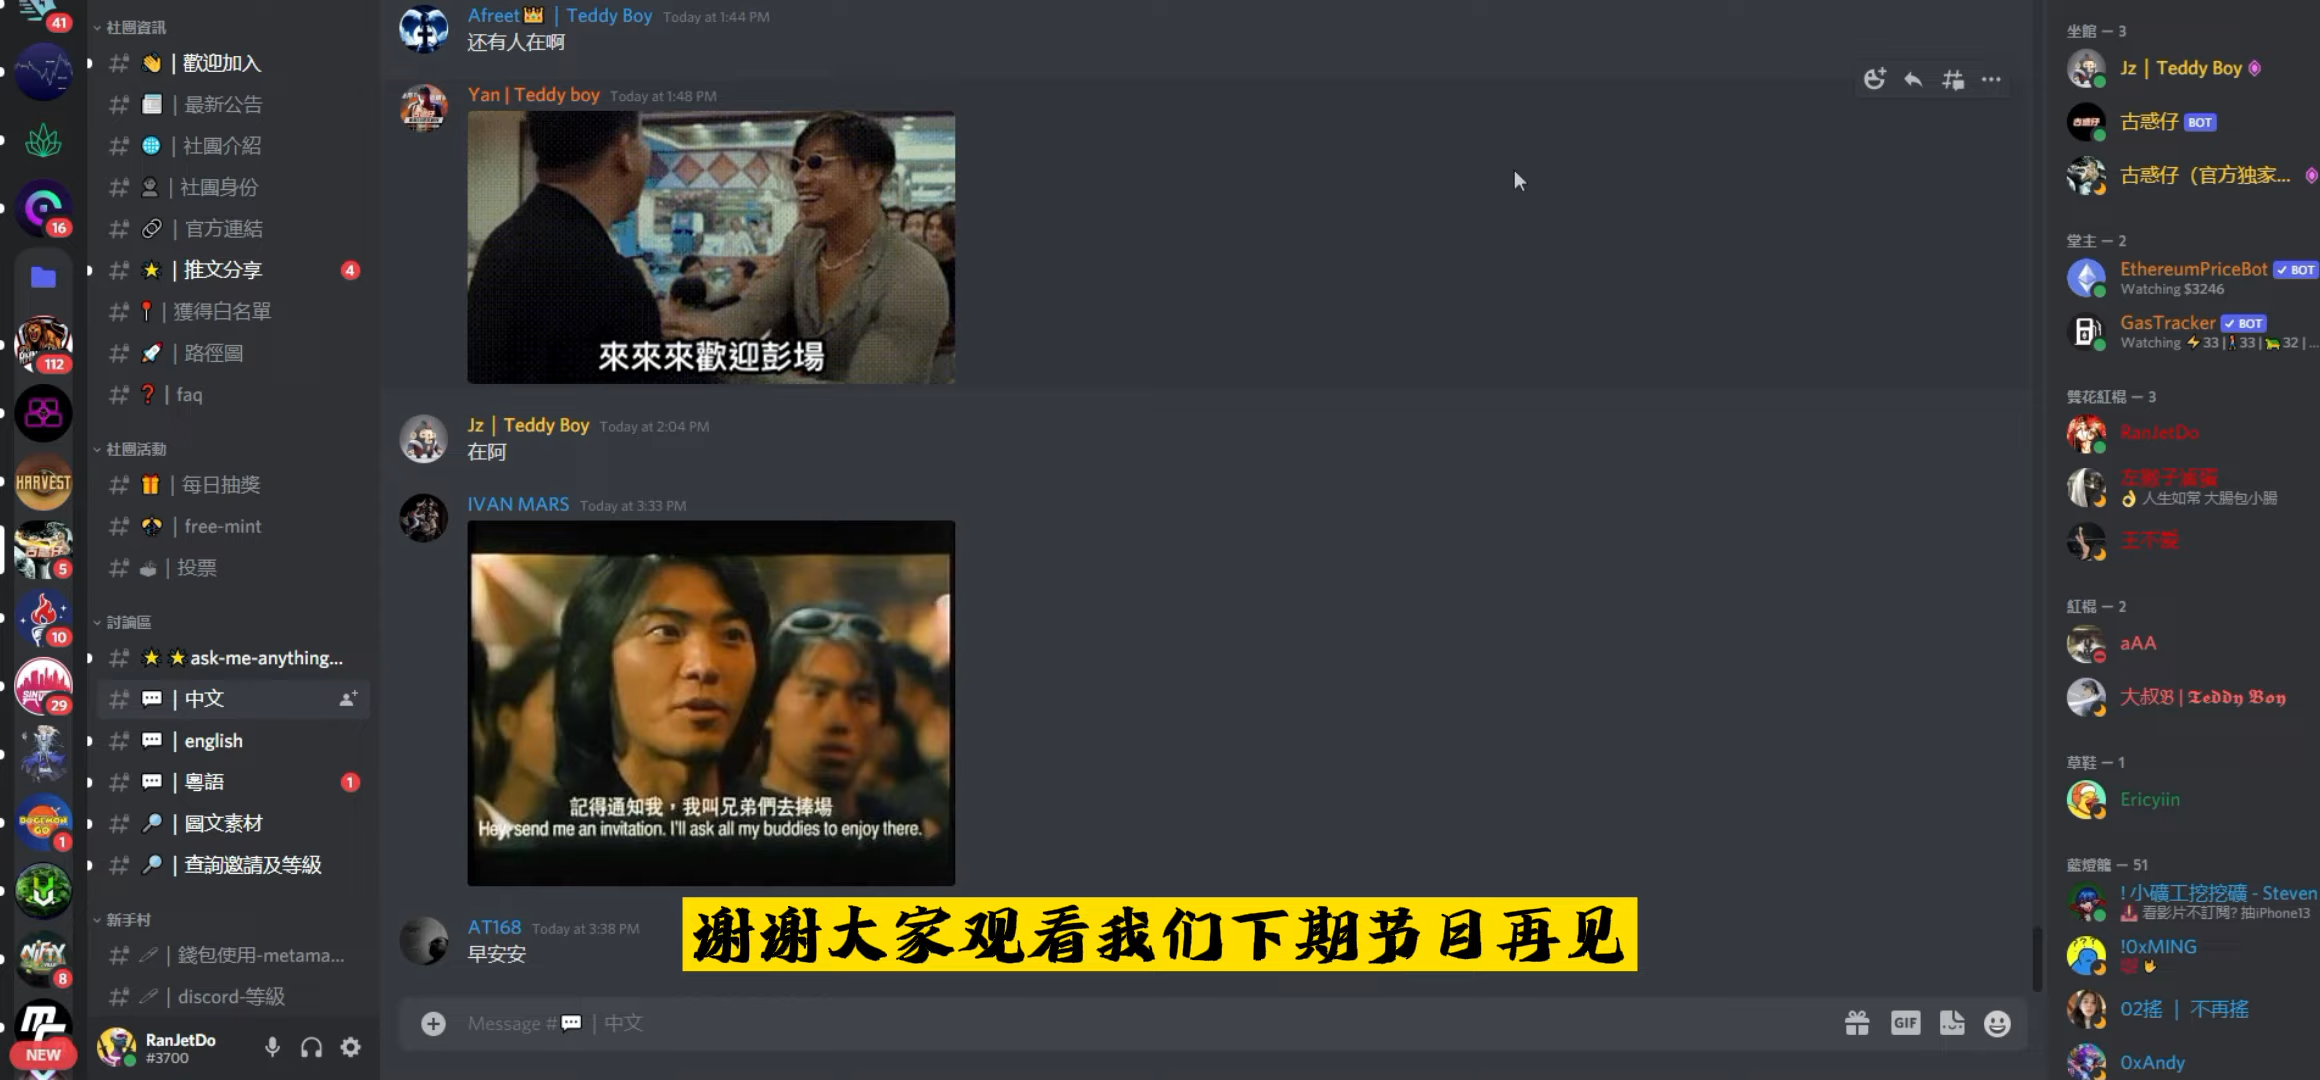 41
16
112
HARVEST
古惑仔
5
10
SIN
29
DOGEMON
GO
1
NIFTY
8
NEW
社團資訊
👋 | 歡迎加入
| 最新公告
🌐 | 社團介紹
| 社團身份
🔗 | 官方連結
🌟 | 推文分享
4
📍 | 獲得白名單
🚀 | 路徑圖
❓ | faq
社團活動
🎁 | 每日抽獎
| free-mint
🗳 | 投票
討論區
🌟🌟ask-me-anything...
💬 | 中文
💬 | english
💬 | 粵語
1
🔎 | 圖文素材
🔎 | 查詢邀請及等級
新手村
| 錢包使用-metama...
| discord-等級
RanJetDo
#3700
Afreet👑 | Teddy Boy Today at 1:44 PM
还有人在啊
Yan | Teddy boy Today at 1:48 PM
來來來歡迎彭場
Jz | Teddy Boy Today at 2:04 PM
在阿
IVAN MARS Today at 3:33 PM
記得通知我，我叫兄弟們去捧場
Hey, send me an invitation. I'll ask all my buddies to enjoy there.
AT168 Today at 3:38 PM
早安安
谢谢大家观看我们下期节目再见
Message #💬 | 中文
GIF
坐館 — 3
Jz | Teddy Boy
古惑仔 BOT
古惑仔（官方独家...
堂主 — 2
EthereumPriceBot ✓ BOT
Watching $3246
GasTracker ✓ BOT
Watching ⚡33 |🚶33 |🐢32 | ...
雙花紅棍 — 3
RanJetDo
👌 人生如常 大腸包小腸
紅棍 — 2
aAA
大叔𝕭 | 𝕿𝖊𝖉𝖉𝖞 𝕭𝖔𝖞
草鞋 — 1
Ericyiin
藍燈籠 — 51
! 小礦工挖挖礦 - Steven
看影片不訂閱? 抽iPhone13
!0xMING
02搖 | 不再搖
0xAndy